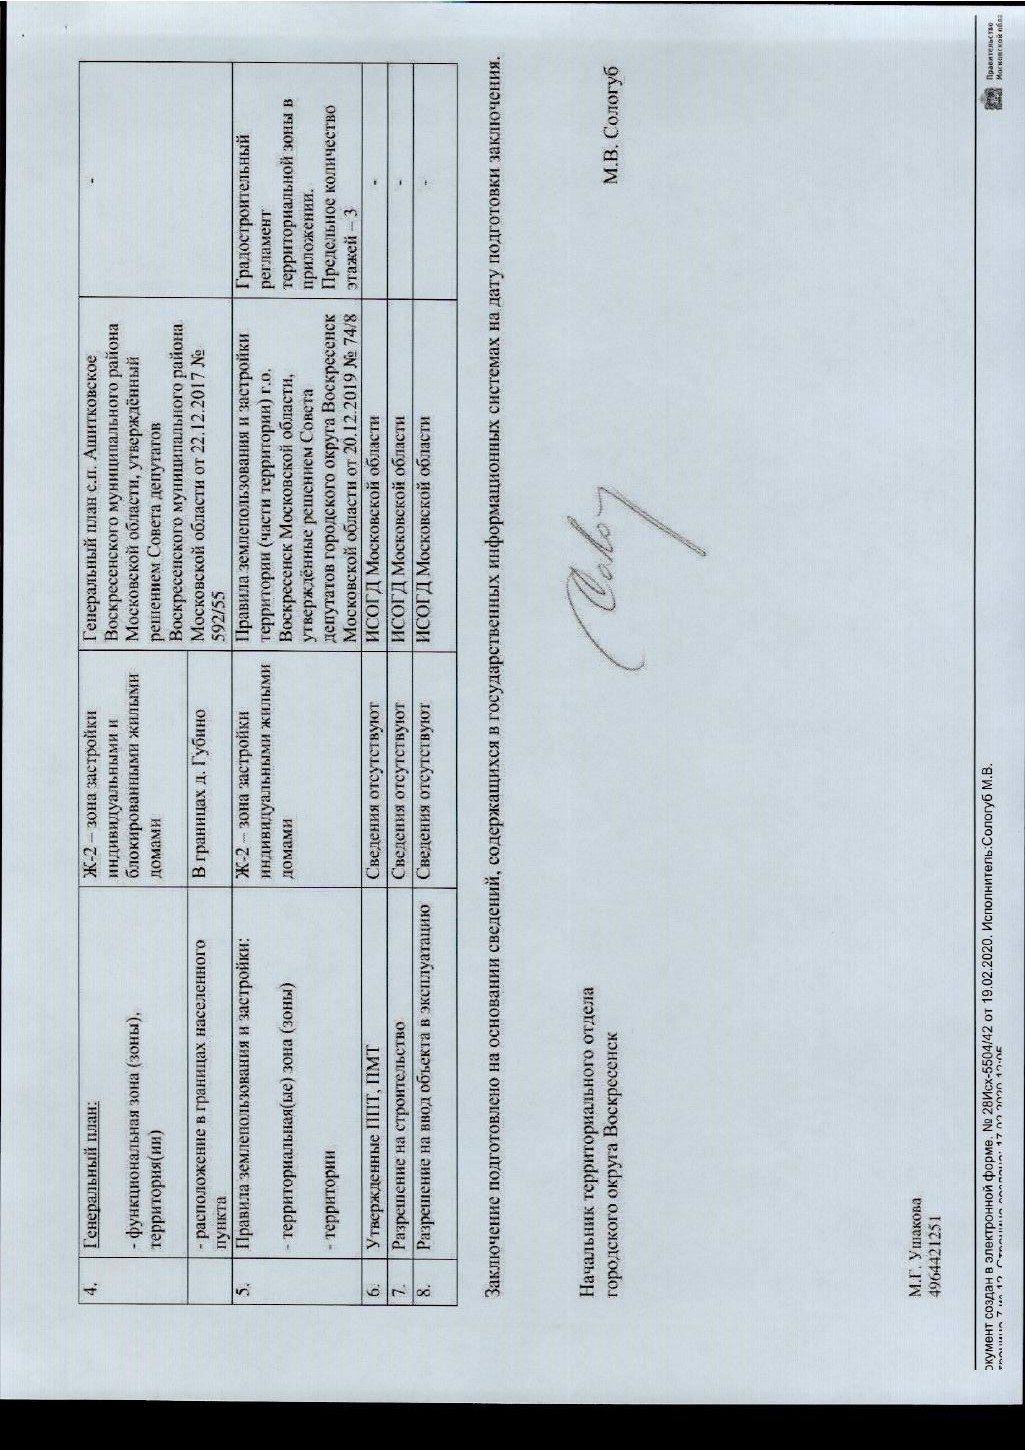 4.
Генеральный план:
- функциональная зона (зоны),
территория(ии)
Ж-2 – зона застройки
индивидуальными и
блокированными жилыми
домами
Генеральный план с.п. Ашитковское
Воскресенского муниципального района
Московской области, утверждённый
решением Совета депутатов
Воскресенского муниципального района
Московской области от 22.12.2017 №
592/55
-
- расположение в границах населенного
пункта
В границах д. Губино
5.
Правила землепользования и застройки:
- территориальная(ые) зона (зоны)
- территории
Ж-2 – зона застройки
индивидуальными жилыми
домами
Правила землепользования и застройки
территории (части территории) г.о.
Воскресенск Московской области,
утверждённые решением Совета
депутатов городского округа Воскресенск
Московской области от 20.12.2019 № 74/8
Градостроительный
регламент
территориальной зоны в
приложении.
Предельное количество
этажей – 3
6.
Утвержденные ППТ, ПМТ
Сведения отсутствуют
ИСОГД Московской области
-
7.
Разрешение на строительство
Сведения отсутствуют
ИСОГД Московской области
-
8.
Разрешение на ввод объекта в эксплуатацию
Сведения отсутствуют
ИСОГД Московской области
-
Заключение подготовлено на основании сведений, содержащихся в государственных информационных системах на дату подготовки заключения.
Начальник территориального отдела
городского округа Воскресенск
М.В. Сологуб
М.Г. Ушакова
4964421251
окумент создан в электронной форме. № 28Исх-5504/42 от 19.02.2020. Исполнитель:Сологуб М.В.
Правительство
Московской обла